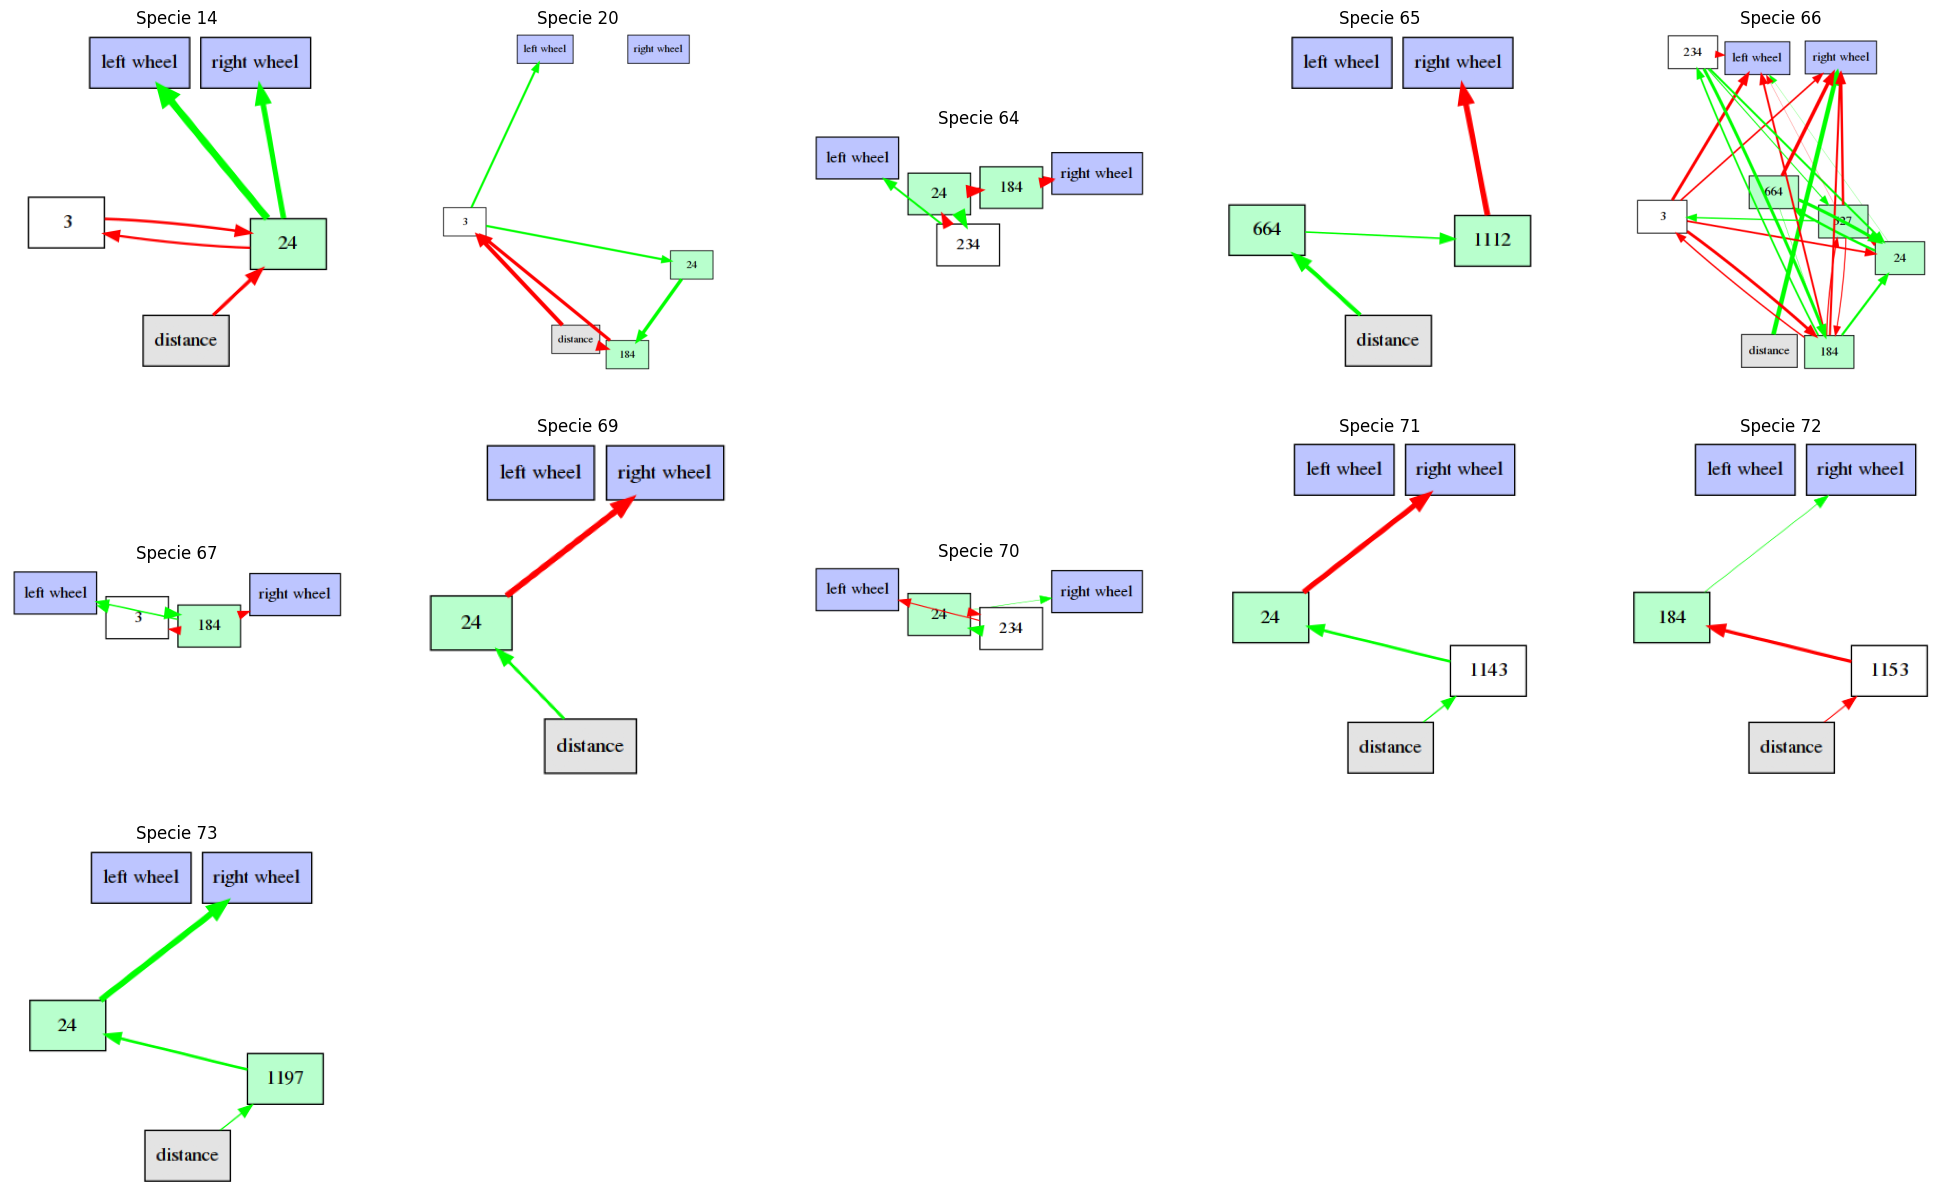 Specie 14
left wheel
right wheel
3
24
distance
Specie 20
left wheel
right wheel
3
24
distance
184
Specie 64
left wheel
24
184
right wheel
234
Specie 65
left wheel
right wheel
664
1112
distance
Specie 66
234
left wheel
right wheel
664
3
24
distance
184
Specie 67
left wheel
3
184
right wheel
Specie 69
left wheel
right wheel
24
distance
Specie 70
left wheel
24
234
right wheel
Specie 71
left wheel
right wheel
24
1143
distance
Specie 72
left wheel
right wheel
184
1153
distance
Specie 73
left wheel
right wheel
24
1197
distance